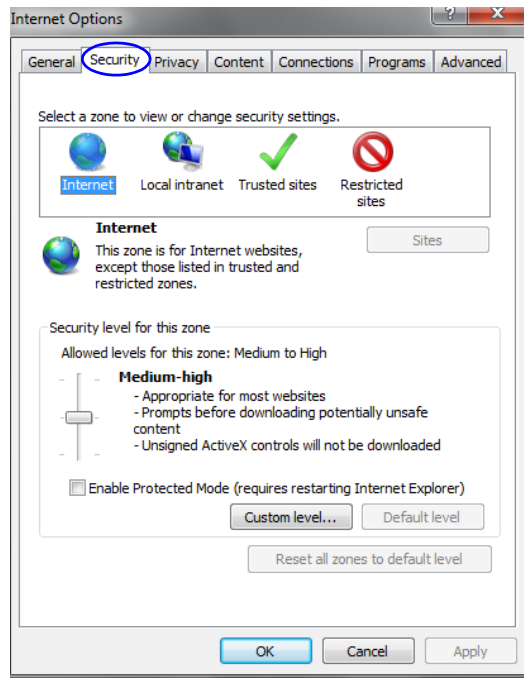 Internet Options
? X
General Security Privacy Content Connections Programs Advanced
Select a zone to view or change security settings.
Internet Local intranet Trusted sites Restricted
sites
Internet
Sites
This zone is for Internet websites,
except those listed in trusted and
restricted zones.
Security level for this zone
Allowed levels for this zone: Medium to High
Medium-high
- Appropriate for most websites
- Prompts before downloading potentially unsafe
content
- Unsigned ActiveX controls will not be downloaded
Enable Protected Mode (requires restarting Internet Explorer)
Custom level... Default level
Reset all zones to default level
OK Cancel Apply